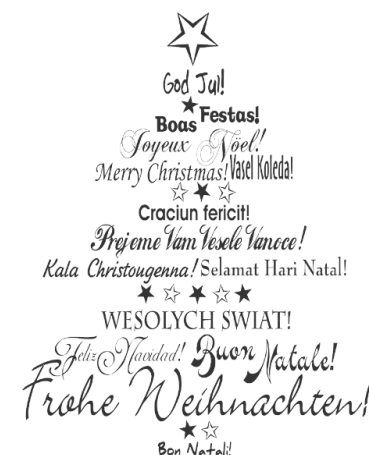 God Jul!
Boas Festas!
Joyeux Nöel!
Merry Christmas! Vasel Koleda!
Craciun fericit!
Prejeme Vam Vesele Vanoce!
Kala Christougenna! Selamat Hari Natal!
WESOLYCH SWIAT!
Feliz Navidad! Buon Natale!
Frohe Weihnachten!
Bon Natali!